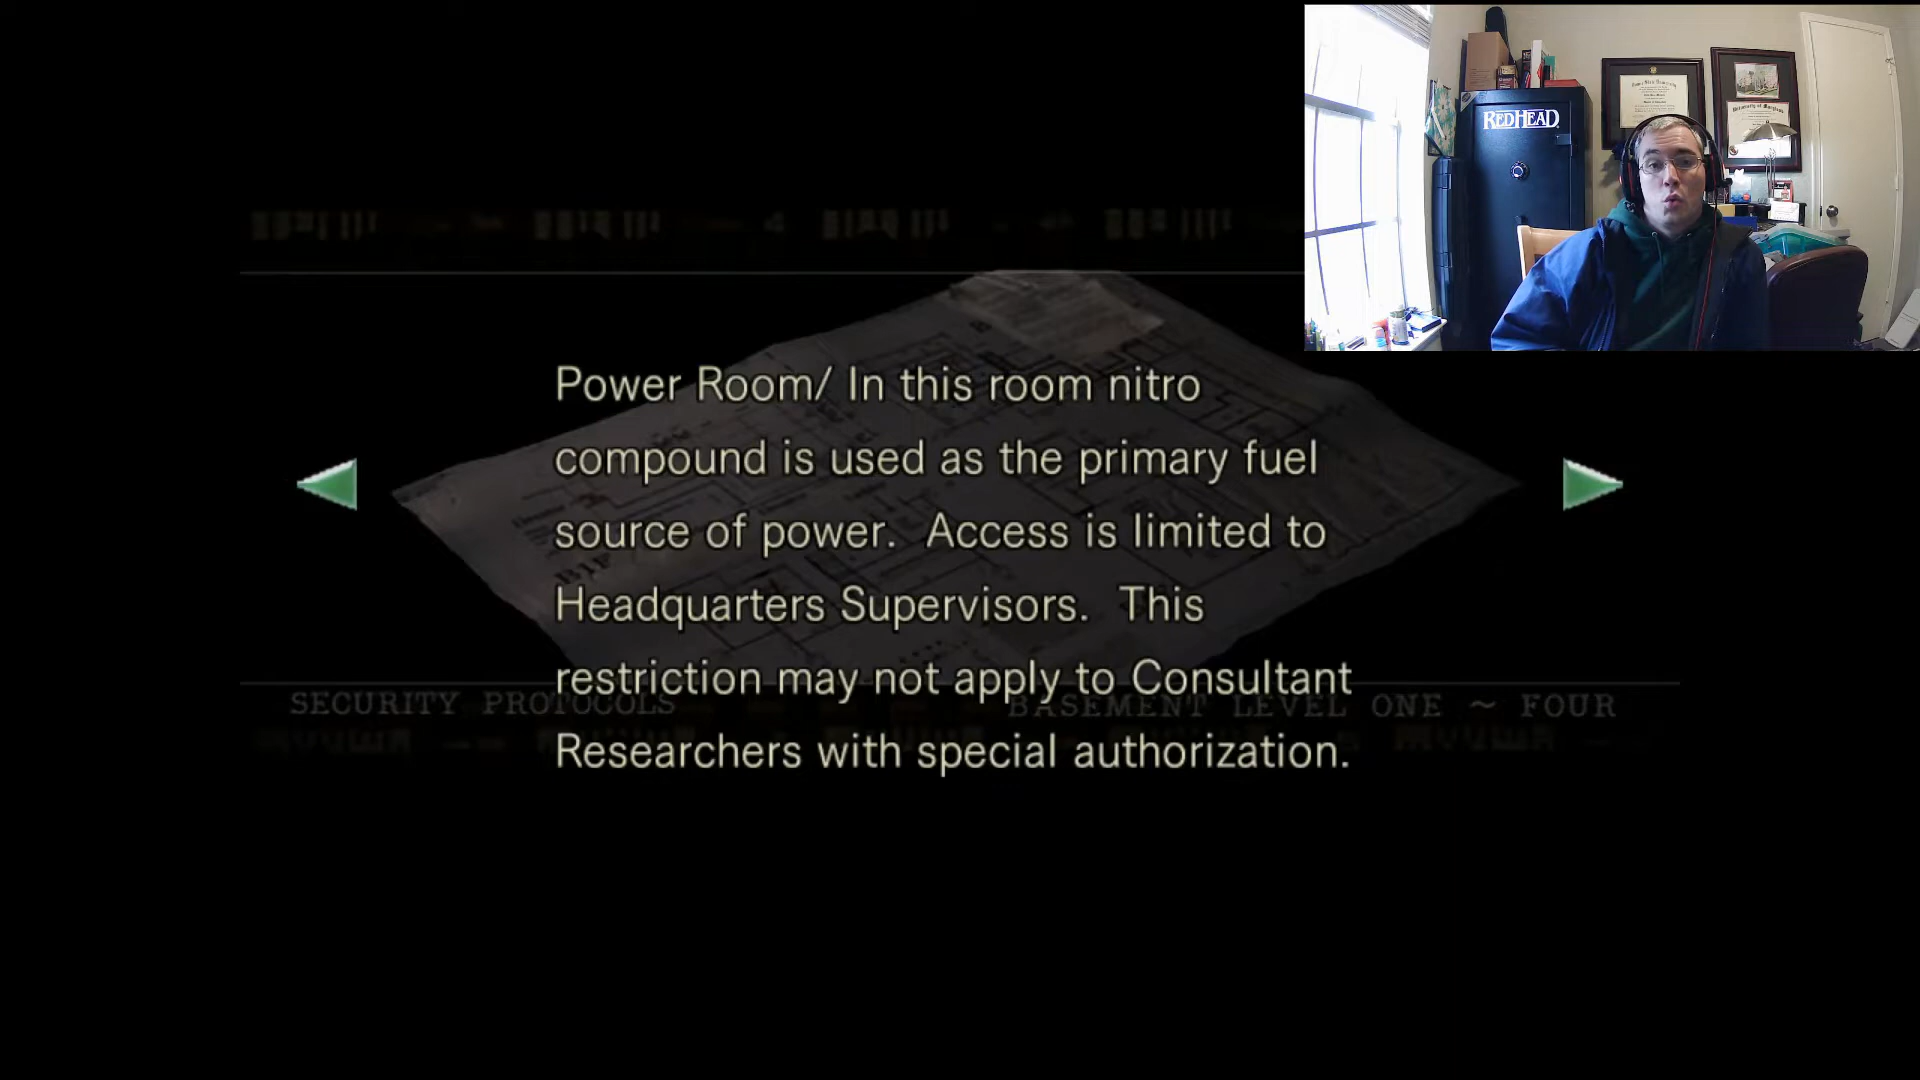 REDHEAD
Power Room/ In this room nitro
compound is used as the primary fuel
source of power.  Access is limited to
Headquarters Supervisors.  This
restriction may not apply to Consultant
Researchers with special authorization.
B1F
SECURITY PROTOCOLS
BASEMENT LEVEL ONE ~ FOUR